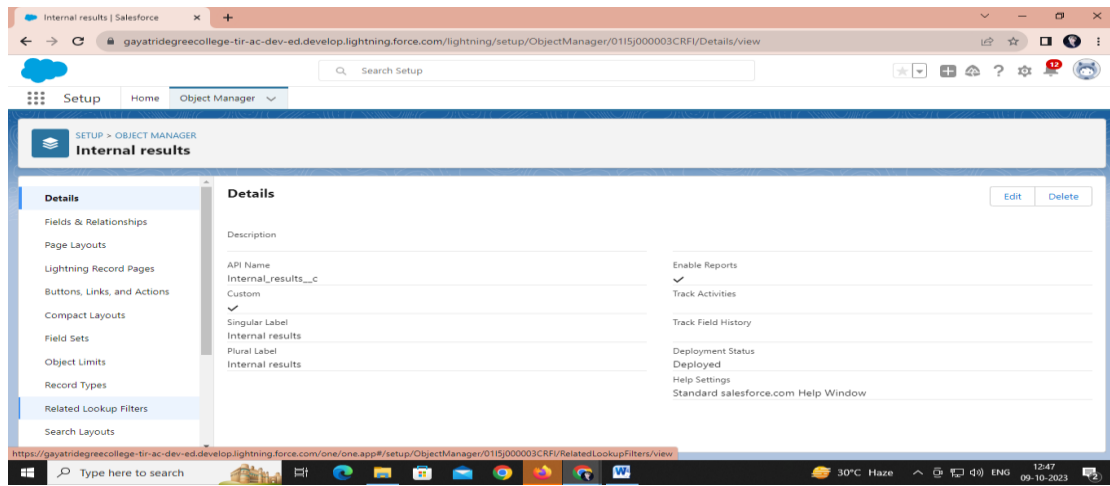 Internal results | Salesforce
gayatridegreecollege-tir-ac-dev-ed.develop.lightning.force.com/lightning/setup/ObjectManager/01I5j000003CRFI/Details/view
Search Setup
12
Setup
Home
Object Manager
SETUP > OBJECT MANAGER
Internal results
Details
Fields & Relationships
Page Layouts
Lightning Record Pages
Buttons, Links, and Actions
Compact Layouts
Field Sets
Object Limits
Record Types
Related Lookup Filters
Search Layouts
Details
Edit
Delete
Description
API Name
Internal_results__c
Custom
Singular Label
Internal results
Plural Label
Internal results
Enable Reports
Track Activities
Track Field History
Deployment Status
Deployed
Help Settings
Standard salesforce.com Help Window
https://gayatridegreecollege-tir-ac-dev-ed.develop.lightning.force.com/one/one.app#/setup/ObjectManager/01I5j000003CRFI/RelatedLookupFilters/view
Type here to search
W
30°C Haze
ENG
12:47
09-10-2023
2